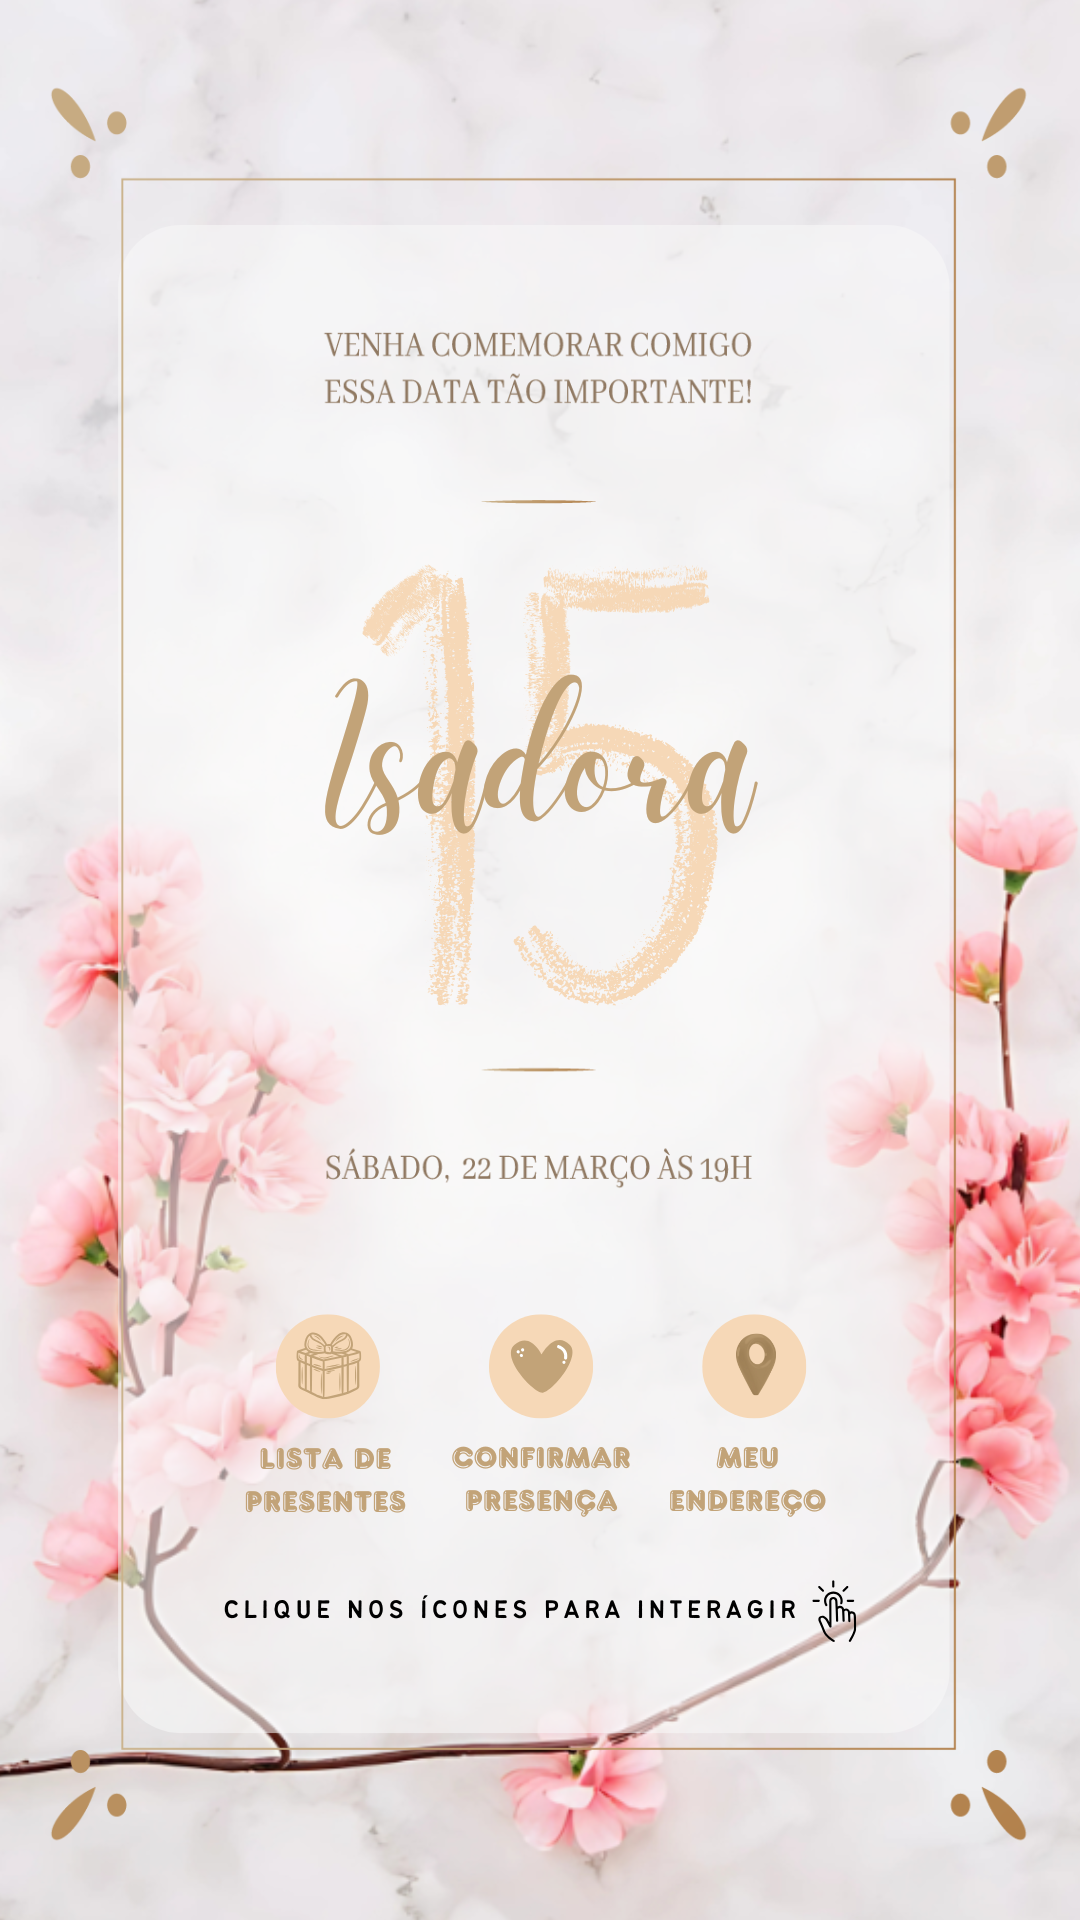 VENHA COMEMORAR COMIGO
ESSA DATA TÃO IMPORTANTE!
15
Isadora
SÁBADO, 22 DE MARÇO ÀS 19H
LISTA DE
PRESENTES
CONFIRMAR
PRESENÇA
MEU
ENDEREÇO
CLIQUE NOS ÍCONES PARA INTERAGIR